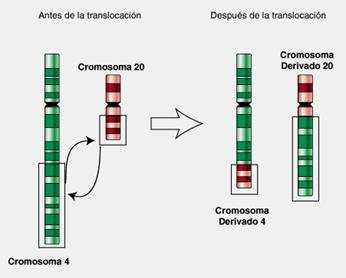 Antes de la translocación
Después de la translocación
Cromosoma 20
Cromosoma
Derivado 20
Cromosoma
Derivado 4
Cromosoma 4